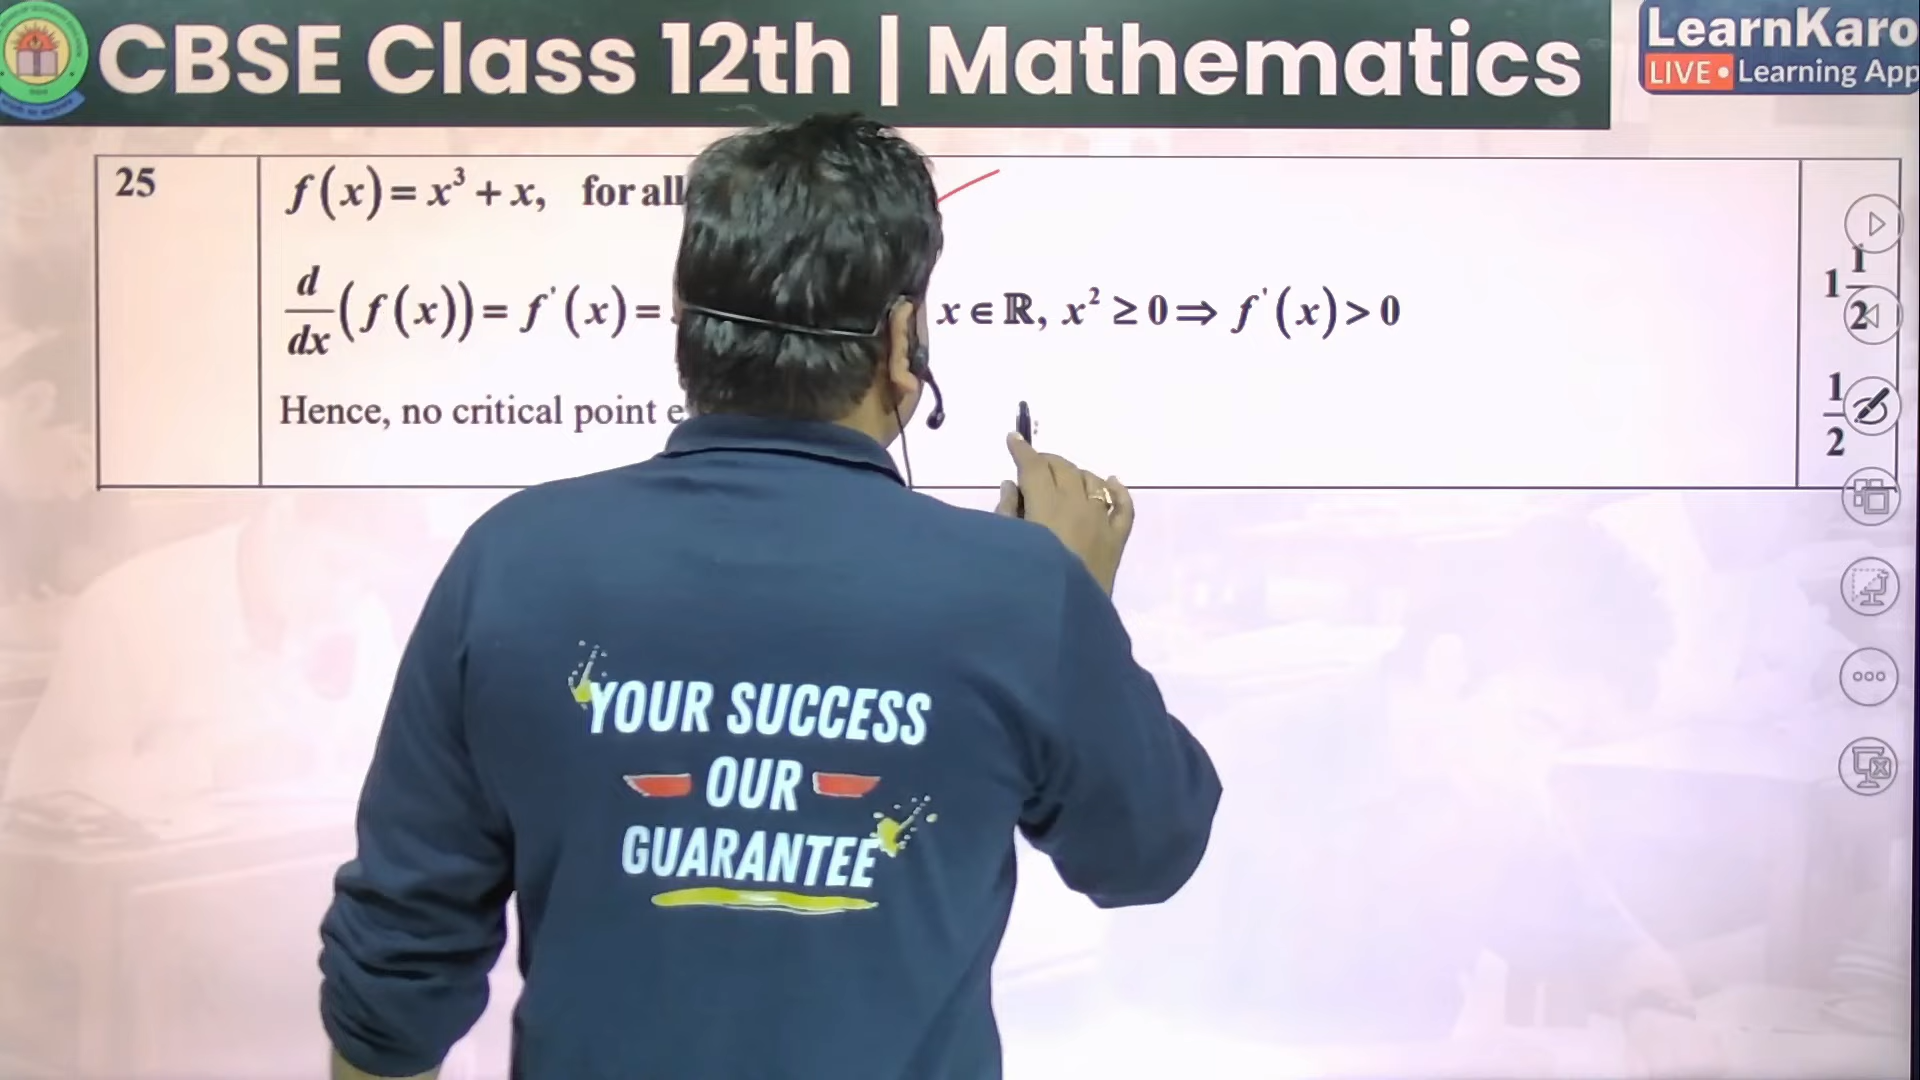 CBSE Class 12th | Mathematics
LearnKaro
LIVE • Learning App
25
f(x) = x³ + x, for all
d/dx (f(x)) = f'(x) = x ∈ ℝ, x² ≥ 0 ⇒ f'(x) > 0
1 1/2
Hence, no critical point
1/2
YOUR SUCCESS
OUR
GUARANTEE